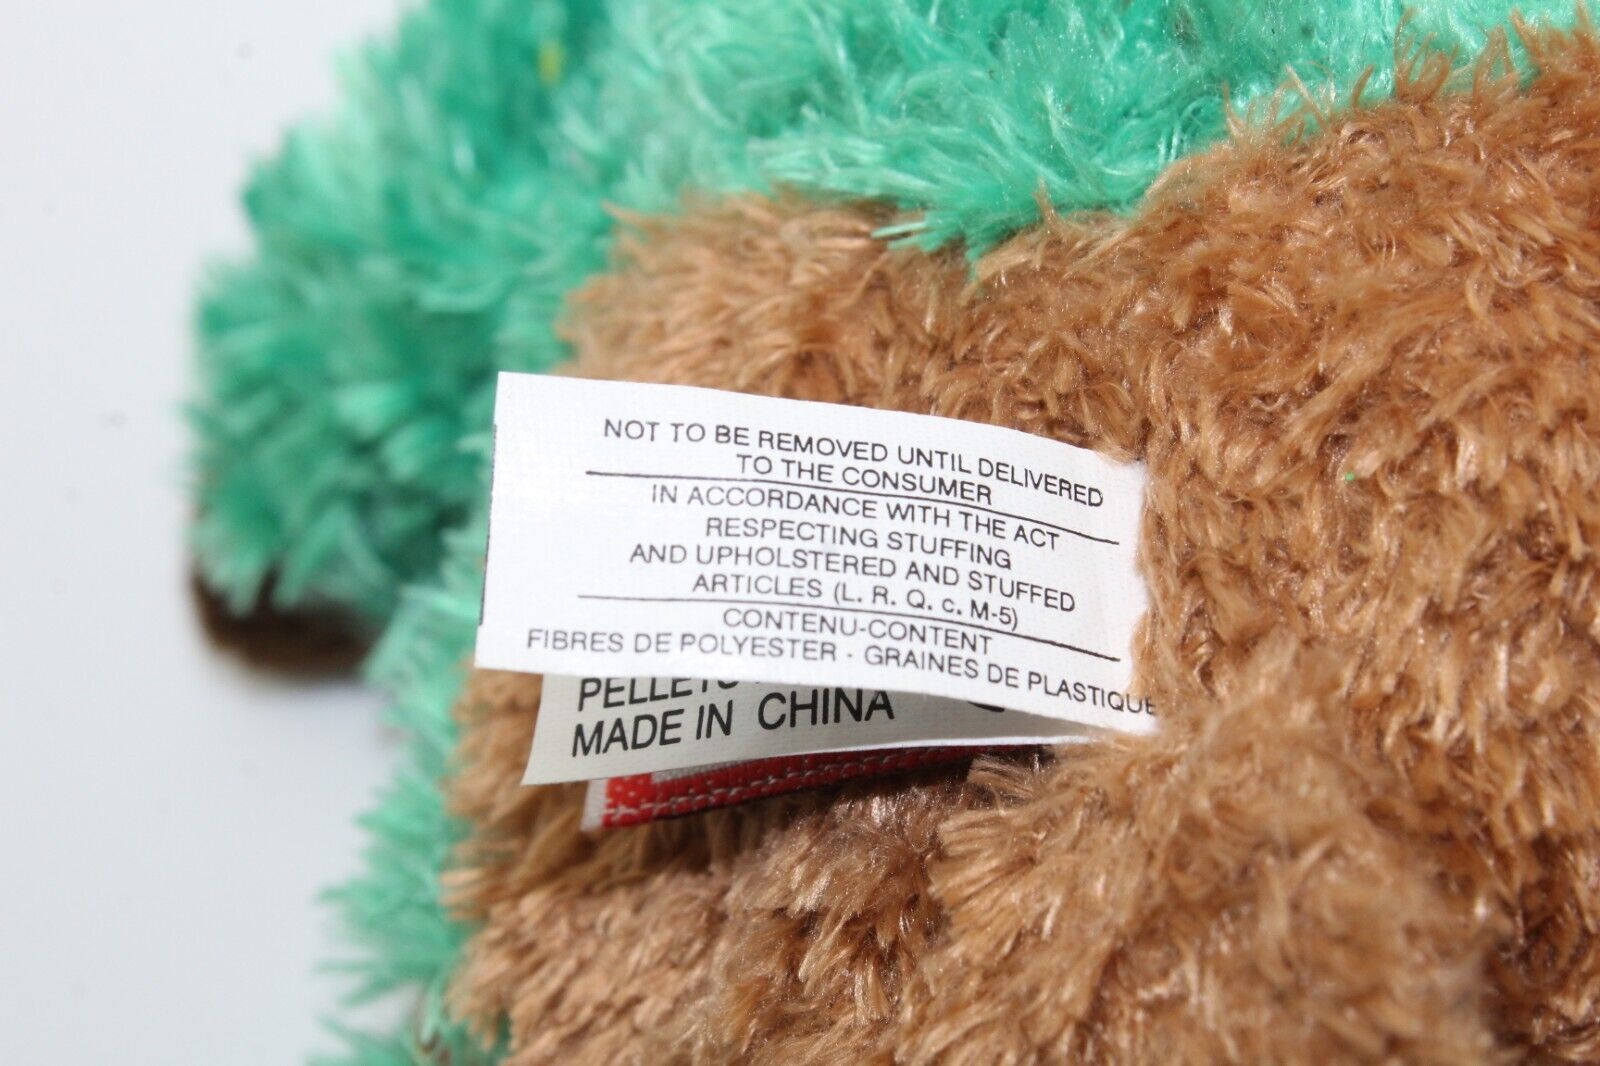 NOT TO BE REMOVED UNTIL DELIVERED
TO THE CONSUMER
IN ACCORDANCE WITH THE ACT
RESPECTING STUFFING
AND UPHOLSTERED AND STUFFED
ARTICLES (L. R. Q. c. M-5)
CONTENU-CONTENT
FIBRES DE POLYESTER - GRAINES DE PLASTIQUE
PELLETS
MADE IN CHINA